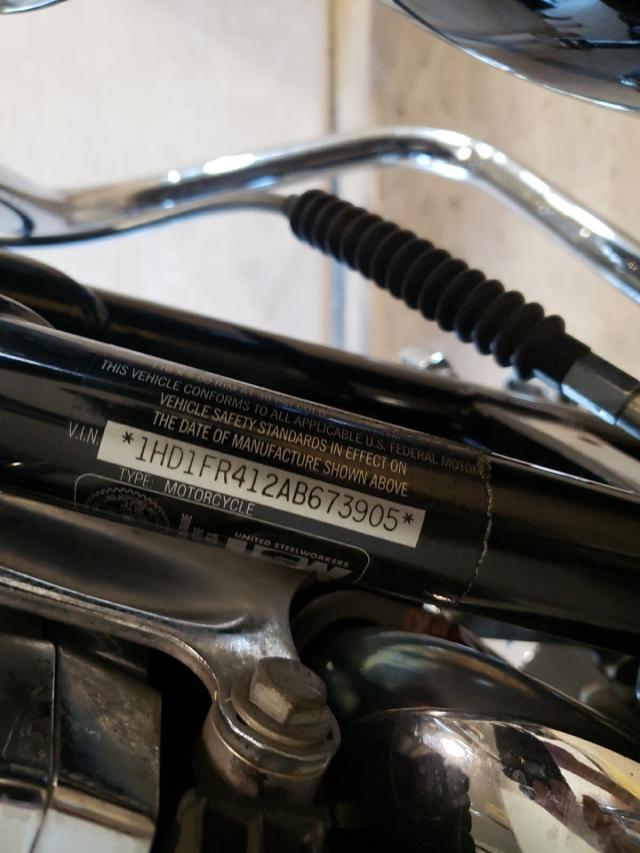 THIS VEHICLE CONFORMS TO ALL APPLICABLE U.S. FEDERAL MOTOR
VEHICLE SAFETY STANDARDS IN EFFECT ON
THE DATE OF MANUFACTURE SHOWN ABOVE
V.I.N. *1HD1FR412AB673905*
TYPE: MOTORCYCLE
UNITED STEELWORKERS